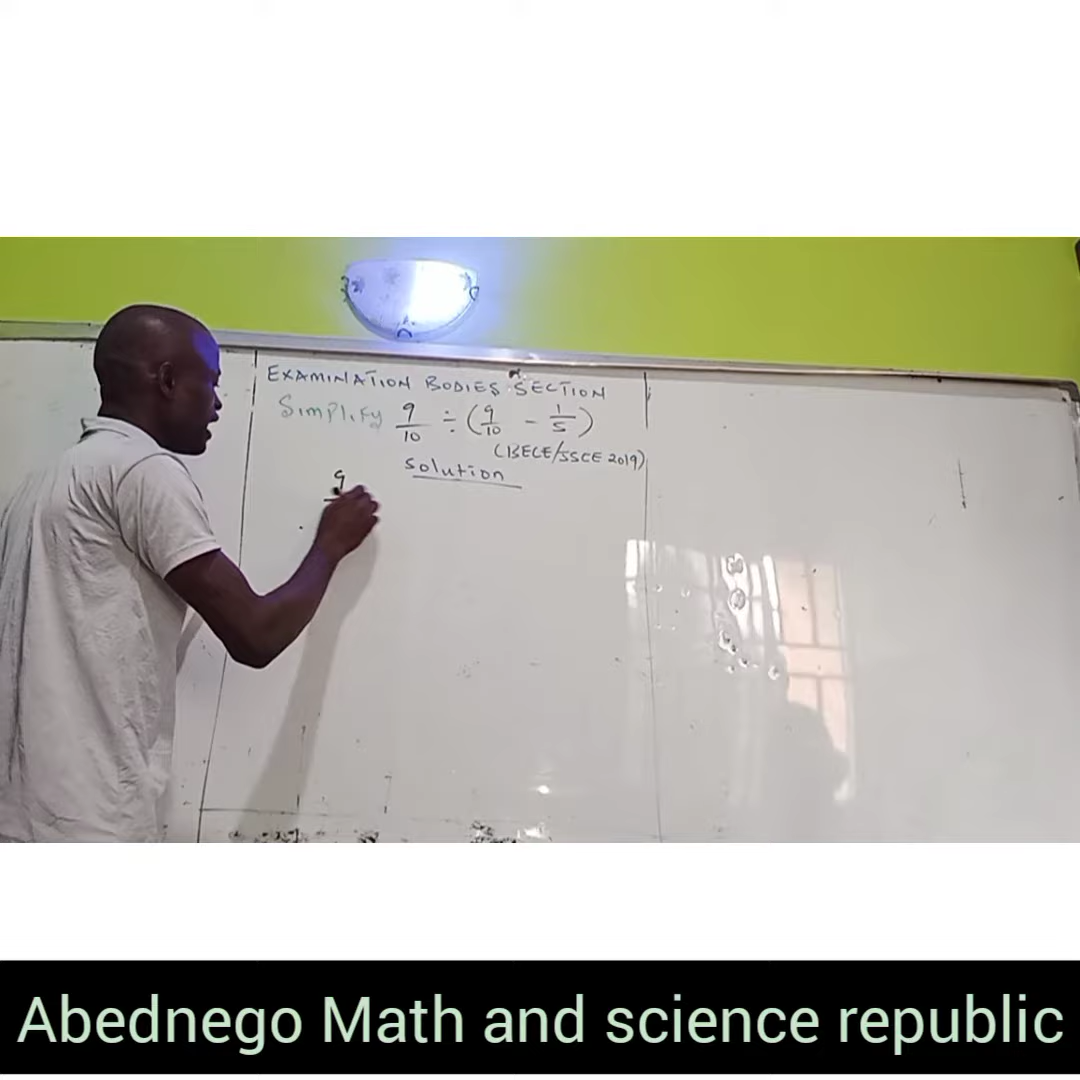 EXAMINATION BODIES SECTION
Simplify 9/10 ÷ (9/10 - 1/5)
(BECE/SSCE 2019)
Solution
9
Abednego Math and science republic